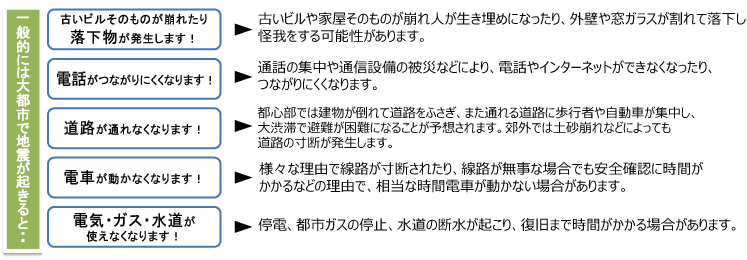 一般的には大都市で地震が起きると・・
古いビルそのものが崩れたり
落下物が発生します！
古いビルや家屋そのものが崩れ人が生き埋めになったり、外壁や窓ガラスが割れて落下し
怪我をする可能性があります。
電話がつながりにくくなります！
通話の集中や通信設備の被災などにより、電話やインターネットができなくなったり、
つながりにくくなります。
道路が通れなくなります！
都心部では建物が倒れて道路をふさぎ、また通れる道路に歩行者や自動車が集中し、
大渋滞で避難が困難になることが予想されます。郊外では土砂崩れなどによっても
道路の寸断が発生します。
電車が動かなくなります！
様々な理由で線路が寸断されたり、線路が無事な場合でも安全確認に時間が
かかるなどの理由で、相当な時間電車が動かない場合があります。
電気・ガス・水道が
使えなくなります！
停電、都市ガスの停止、水道の断水が起こり、復旧まで時間がかかる場合があります。